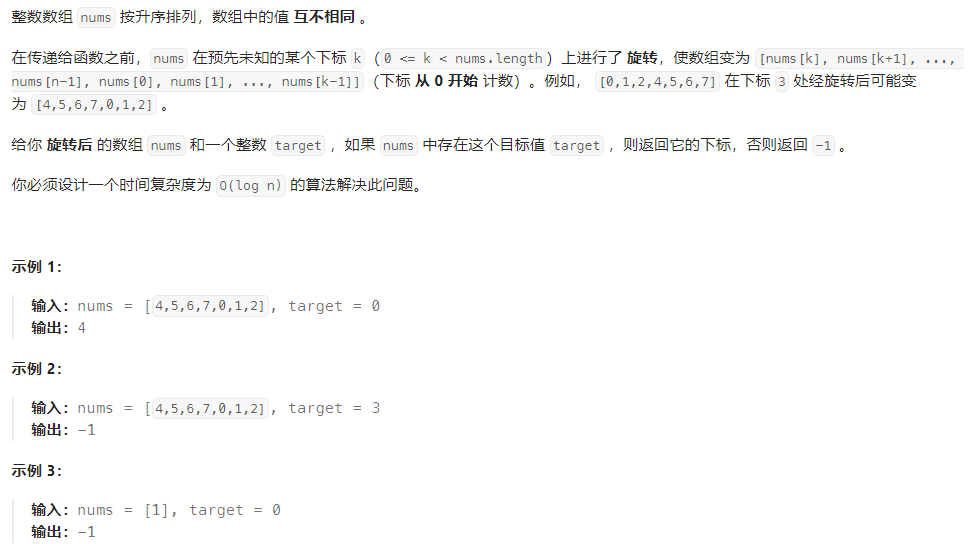 整数数组 nums 按升序排列，数组中的值 互不相同 。
在传递给函数之前，nums 在预先未知的某个下标 k（0 <= k < nums.length）上进行了 旋转，使数组变为 [nums[k], nums[k+1], ...,
nums[n-1], nums[0], nums[1], ..., nums[k-1]]（下标 从 0 开始 计数）。例如， [0,1,2,4,5,6,7] 在下标 3 处经旋转后可能变
为 [4,5,6,7,0,1,2] 。
给你 旋转后 的数组 nums 和一个整数 target ，如果 nums 中存在这个目标值 target ，则返回它的下标，否则返回 -1 。
你必须设计一个时间复杂度为 O(log n) 的算法解决此问题。
示例 1：
输入：nums = [4,5,6,7,0,1,2], target = 0
输出：4
示例 2：
输入：nums = [4,5,6,7,0,1,2], target = 3
输出：-1
示例 3：
输入：nums = [1], target = 0
输出：-1